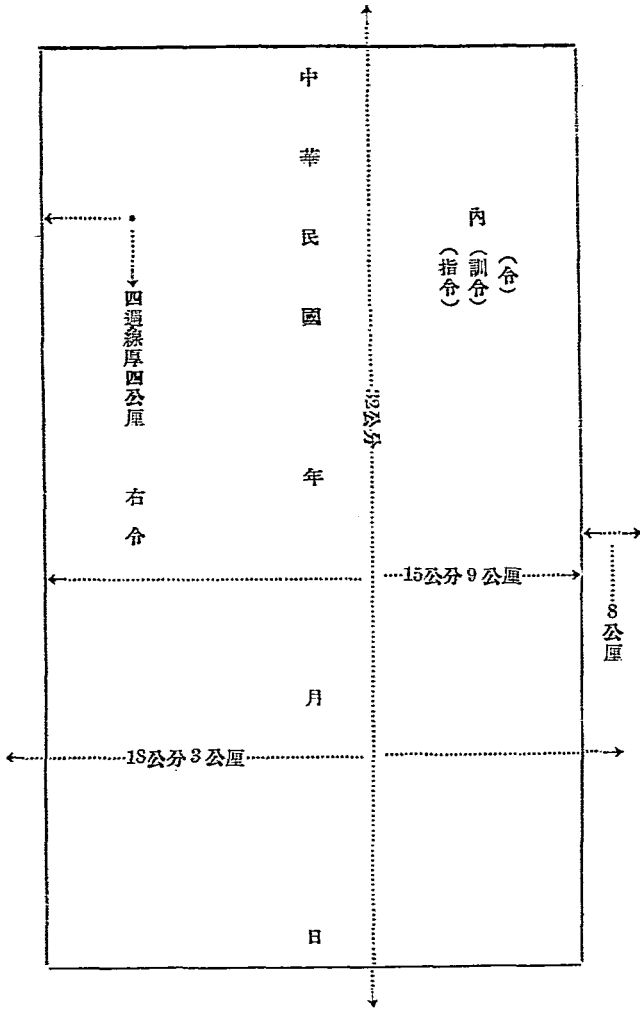 8公厘
(令)
內(訓令)
(指令)
32公分
15公分9公厘
18公分3公厘
中華民國 年 月 日
四週線厚四公厘
右令